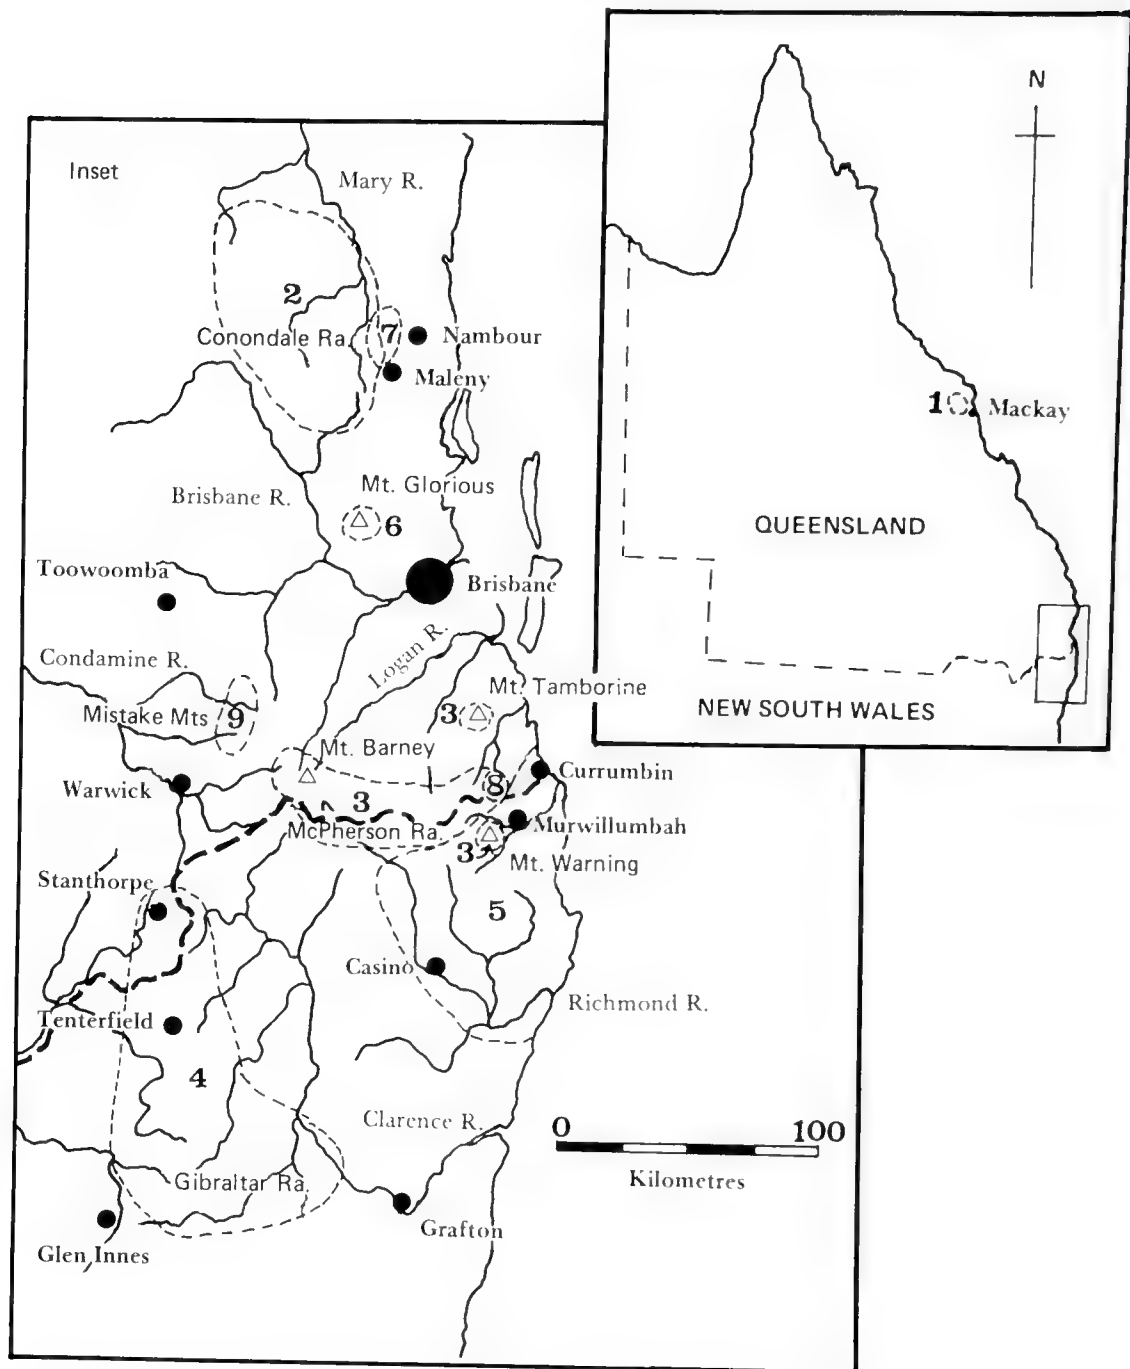 N
1
Mackay
QUEENSLAND
NEW SOUTH WALES
Inset
Mary R.
2
Conondale Ra.
7
Nambour
Maleny
Brisbane R.
Mt. Glorious
6
Toowoomba
Brisbane
Logan R.
Condamine R.
Mt. Tamborine
3
Mistake Mts
9
Mt. Barney
Warwick
3
8
Currumbin
McPherson Ra.
Murwillumbah
3
Mt. Warning
Stanthorpe
5
Casino
Richmond R.
Tenterfield
4
Clarence R.
0 100
Kilometres
Gibraltar Ra.
Grafton
Glen Innes